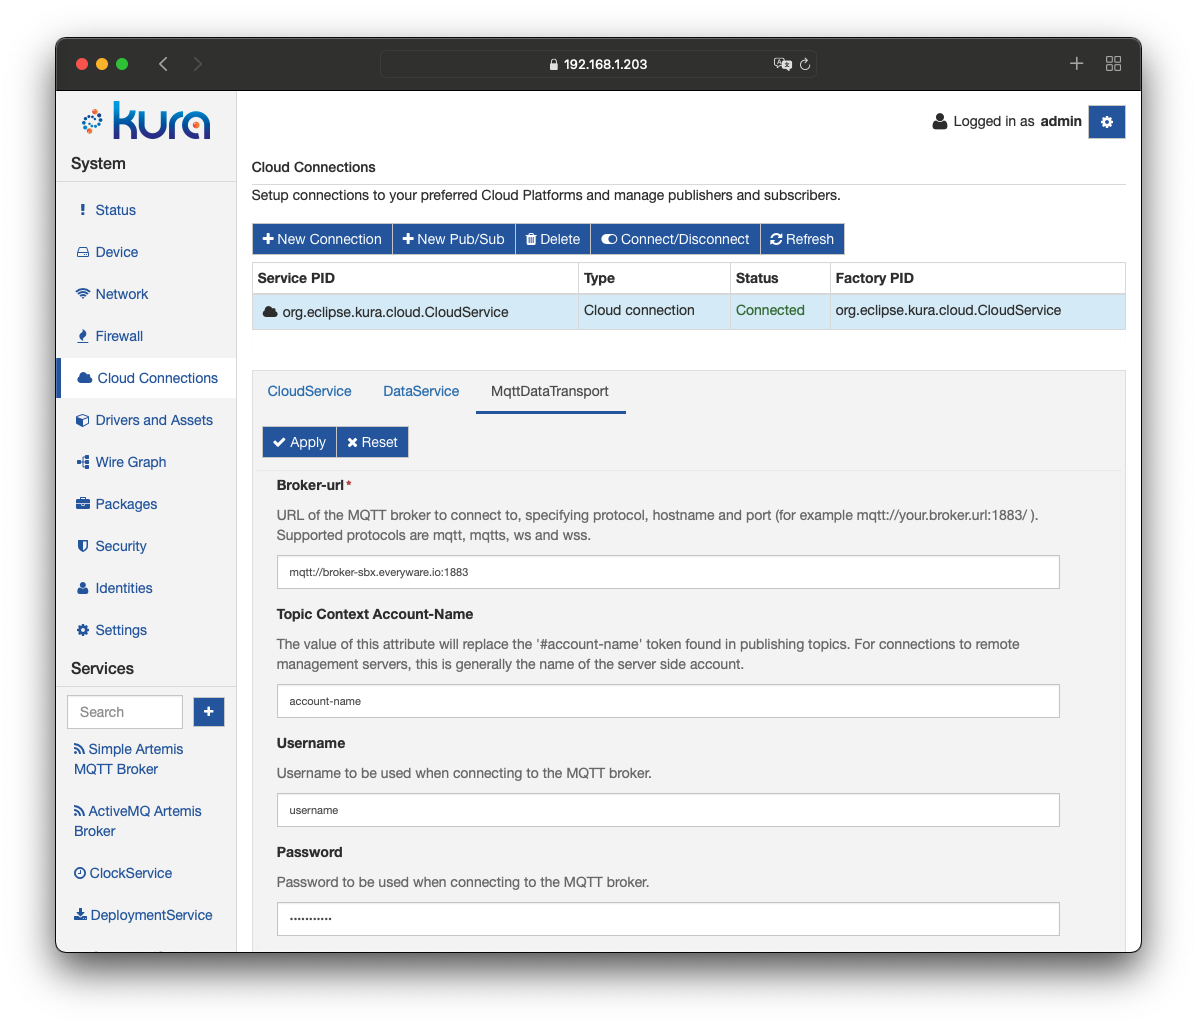 192.168.1.203
kura
Logged in as admin
System
Status
Device
Network
Firewall
Cloud Connections
Drivers and Assets
Wire Graph
Packages
Security
Identities
Settings
Services
Search
Simple Artemis
MQTT Broker
ActiveMQ Artemis
Broker
ClockService
DeploymentService
Cloud Connections
Setup connections to your preferred Cloud Platforms and manage publishers and subscribers.
New Connection New Pub/Sub Delete Connect/Disconnect Refresh
Service PID Type Status Factory PID
org.eclipse.kura.cloud.CloudService Cloud connection Connected org.eclipse.kura.cloud.CloudService
CloudService DataService MqttDataTransport
Apply Reset
Broker-url*
URL of the MQTT broker to connect to, specifying protocol, hostname and port (for example mqtt://your.broker.url:1883/ ).
Supported protocols are mqtt, mqtts, ws and wss.
mqtt://broker-sbx.everyware.io:1883
Topic Context Account-Name
The value of this attribute will replace the '#account-name' token found in publishing topics. For connections to remote
management servers, this is generally the name of the server side account.
account-name
Username
Username to be used when connecting to the MQTT broker.
username
Password
Password to be used when connecting to the MQTT broker.
•••••••••••